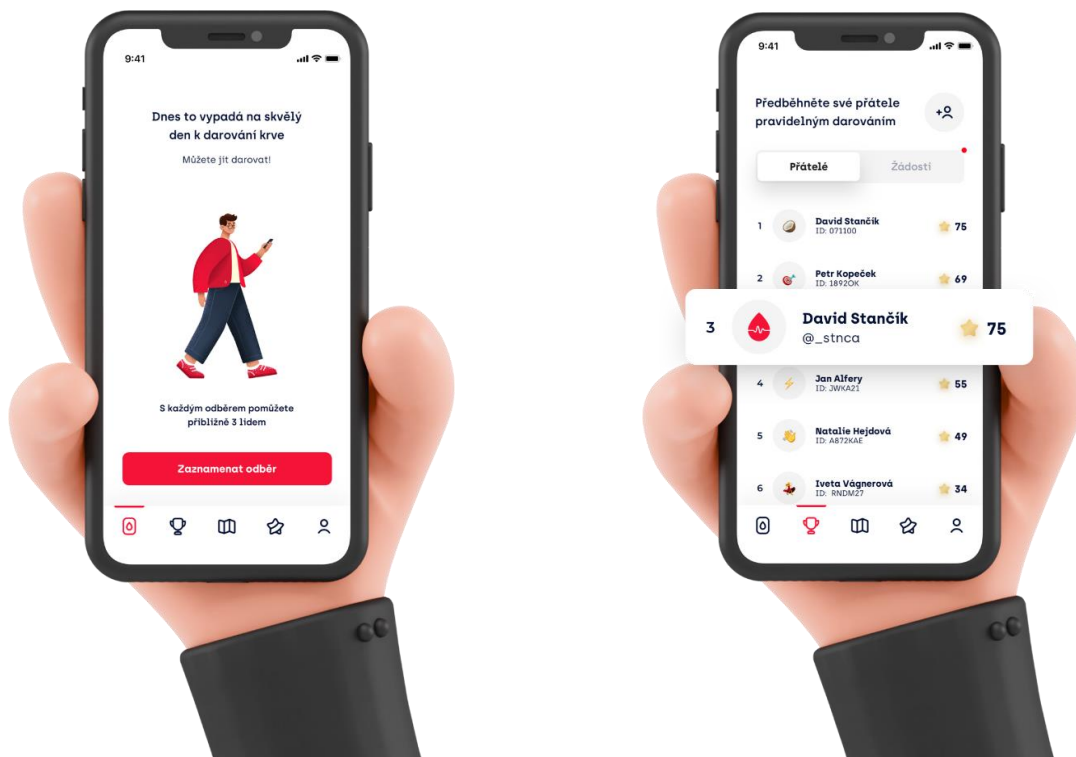 9:41
Dnes to vypadá na skvělý
den k darování krve
Můžete jít darovat!
S každým odběrem pomůžete
přibližně 3 lidem
Zaznamenat odběr
9:41
Předběhněte své přátele
pravidelným darováním
Přátelé Žádosti
1 David Stančík 75
ID: 071100
2 Petr Kopeček 69
ID: 1892OK
3 David Stančík 75
@_stnca
4 Jan Alfery 55
ID: JWKA21
5 Natalie Hejdová 49
ID: A872KAE
6 Iveta Vágnerová 34
ID: RNDM27